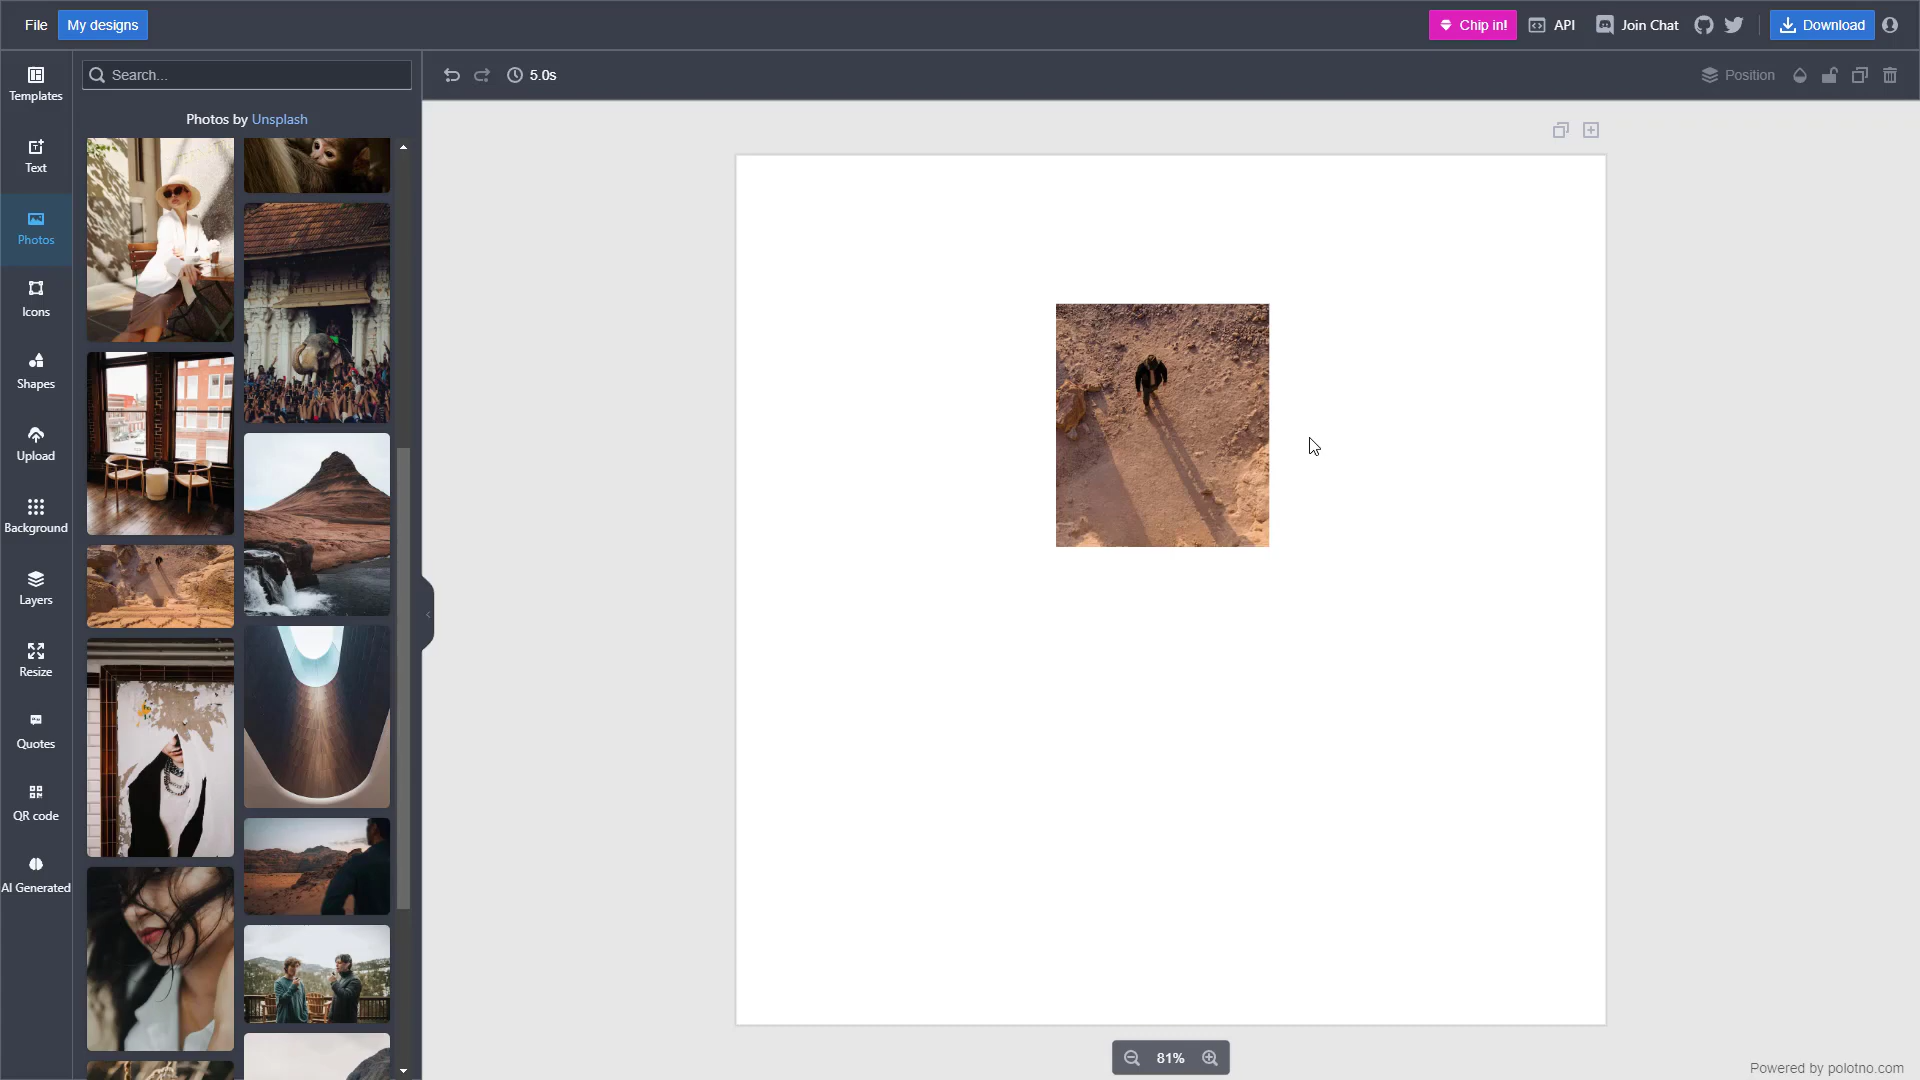 File
My designs
Chip in!
API
Join Chat
Download
Templates
Search...
5.0s
Position
Photos by Unsplash
Text
Photos
Icons
Shapes
Upload
Background
Layers
Resize
Quotes
QR code
AI Generated
81%
Powered by polotno.com